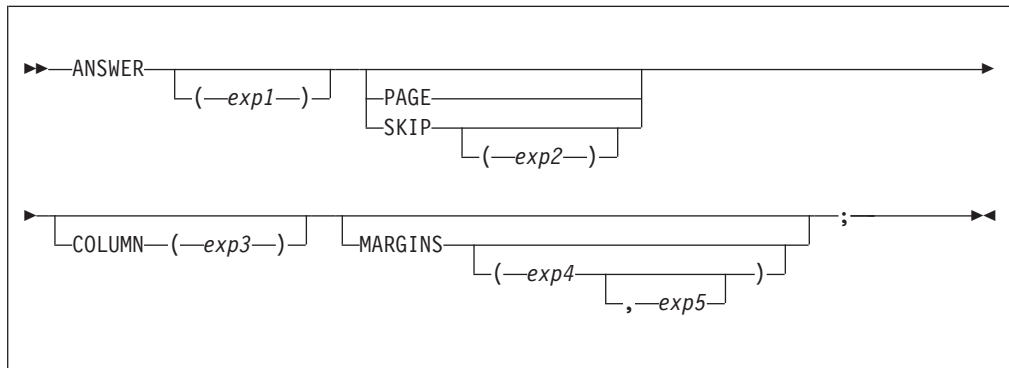 ANSWER
( exp1 )
PAGE
SKIP
( exp2 )
COLUMN ( exp3 )
MARGINS
( exp4 )
, exp5
;